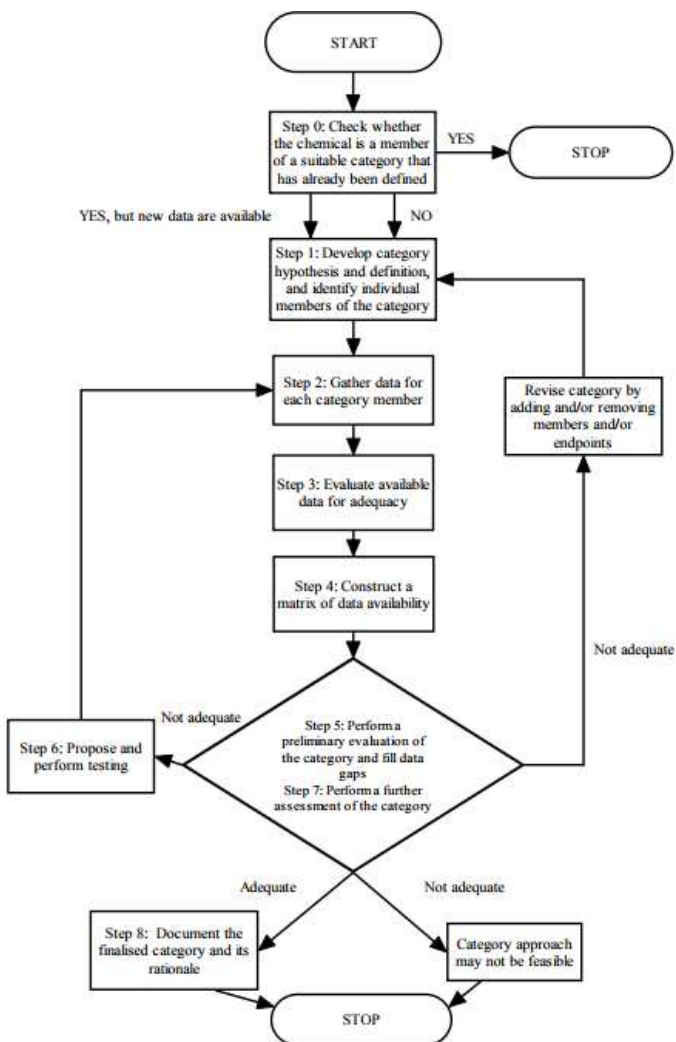 START
Step 0: Check whether
the chemical is a member
of a suitable category that
has already been defined
YES
STOP
YES, but new data are available
NO
Step 1: Develop category
hypothesis and definition,
and identify individual
members of the category
Step 2: Gather data for
each category member
Revise category by
adding and/or removing
members and/or
endpoints
Step 3: Evaluate available
data for adequacy
Step 4: Construct a
matrix of data availability
Not adequate
Not adequate
Step 6: Propose and
perform testing
Step 5: Perform a
preliminary evaluation of
the category and fill data
gaps
Step 7: Perform a further
assessment of the category
Adequate
Not adequate
Step 8: Document the
finalised category and its
rationale
Category approach
may not be feasible
STOP